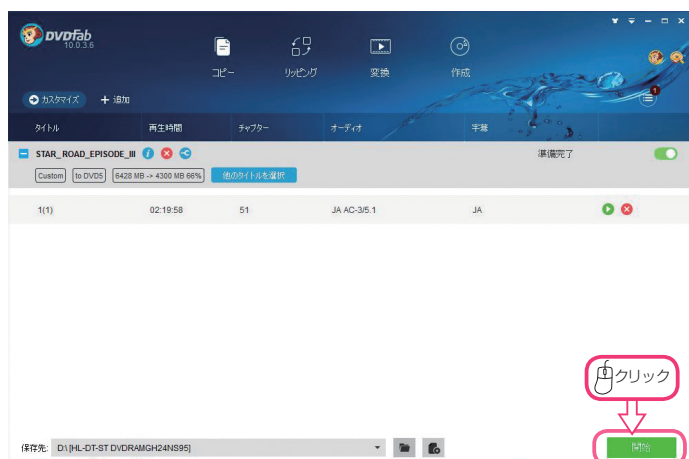 DVDFab
10.0.3.6
コピー リッピング 変換 作成
カスタマイズ + 追加
1
タイトル 再生時間 チャプター オーディオ 字幕
STAR_ROAD_EPISODE_III 準備完了
Custom to DVD5 6428 MB -> 4300 MB 66% 他のタイトルを選択
1(1) 02:19:58 51 JA AC-3/5.1 JA
クリック
保存先: D:\ [HL-DT-ST DVDRAMGH24NS95] 開始